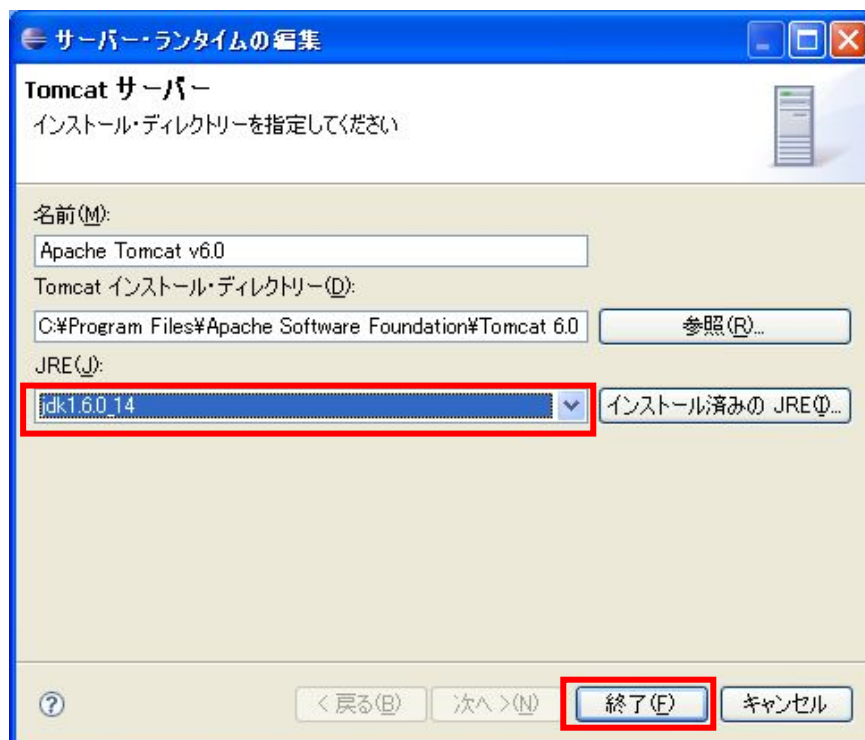 サーバー・ランタイムの編集
Tomcat サーバー
インストール・ディレクトリーを指定してください
名前(M):
Apache Tomcat v6.0
Tomcat インストール・ディレクトリー(D):
C:¥Program Files¥Apache Software Foundation¥Tomcat 6.0
参照(R)...
JRE(J):
jdk1.6.0_14
インストール済みの JRE(I)...
?
< 戻る(B)
次へ >(N)
終了(F)
キャンセル